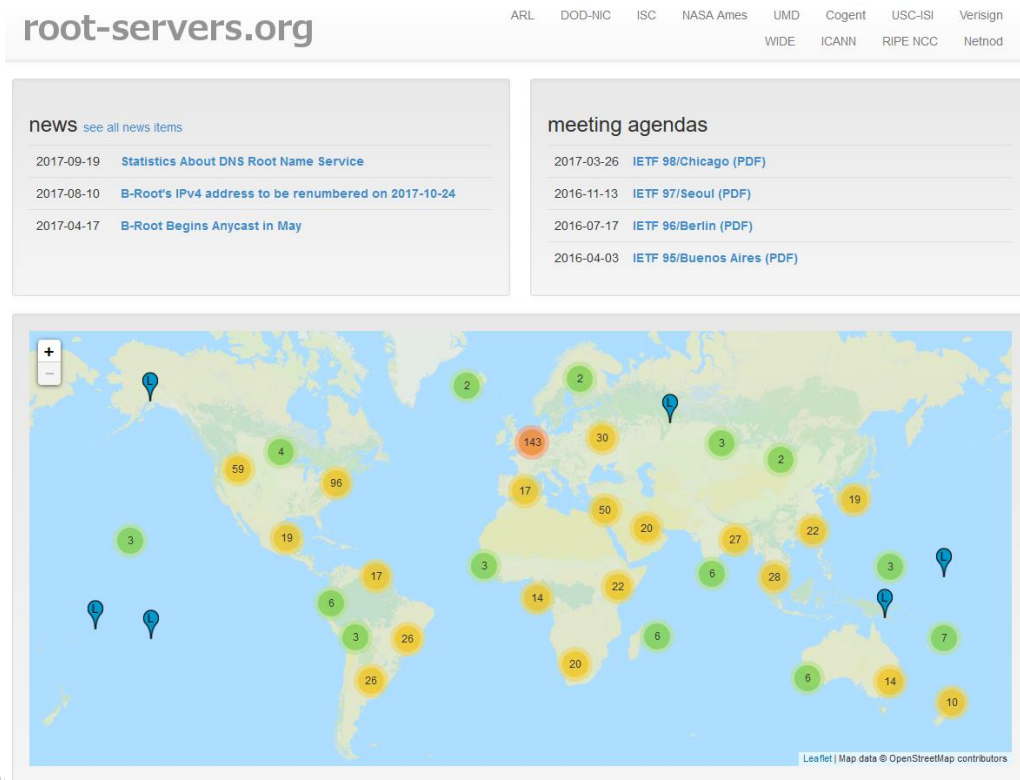 root-servers.org
ARL DOD-NIC ISC NASA Ames UMD Cogent USC-ISI Verisign
WIDE ICANN RIPE NCC Netnod
news see all news items
2017-09-19 Statistics About DNS Root Name Service
2017-08-10 B-Root's IPv4 address to be renumbered on 2017-10-24
2017-04-17 B-Root Begins Anycast in May
meeting agendas
2017-03-26 IETF 98/Chicago (PDF)
2016-11-13 IETF 97/Seoul (PDF)
2016-07-17 IETF 96/Berlin (PDF)
2016-04-03 IETF 95/Buenos Aires (PDF)
+
−
L
2
2
L
143
30
4
3
2
59
96
17
19
50
19
20
22
3
27
3
L
3
6
28
17
22
14
6
L
L
L
3
26
6
7
20
26
6
14
10
Leaflet | Map data © OpenStreetMap contributors